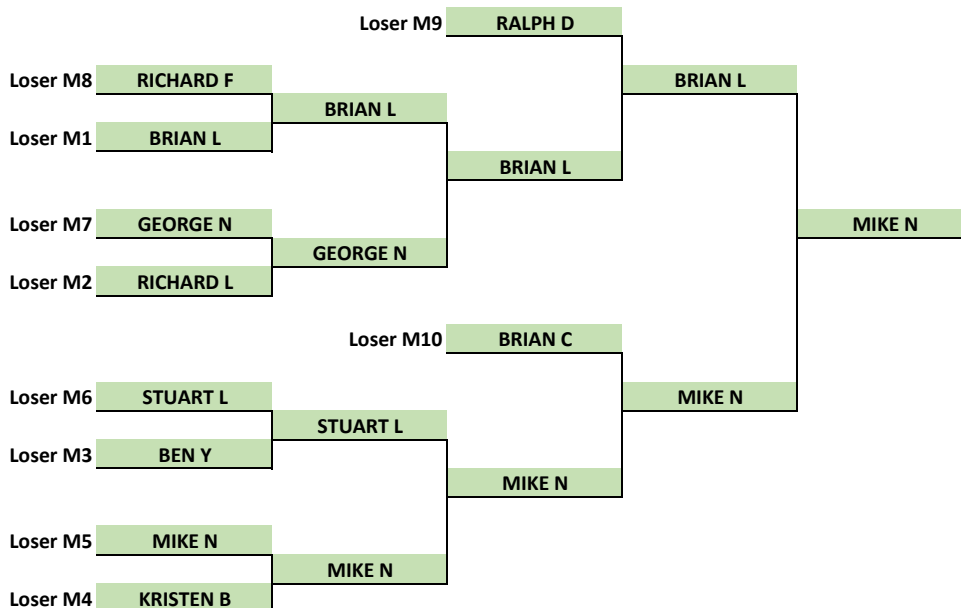 Loser M9 RALPH D
Loser M8 RICHARD F BRIAN L
BRIAN L
Loser M1 BRIAN L
BRIAN L
Loser M7 GEORGE N MIKE N
GEORGE N
Loser M2 RICHARD L
Loser M10 BRIAN C
Loser M6 STUART L MIKE N
STUART L
Loser M3 BEN Y
MIKE N
Loser M5 MIKE N
MIKE N
Loser M4 KRISTEN B